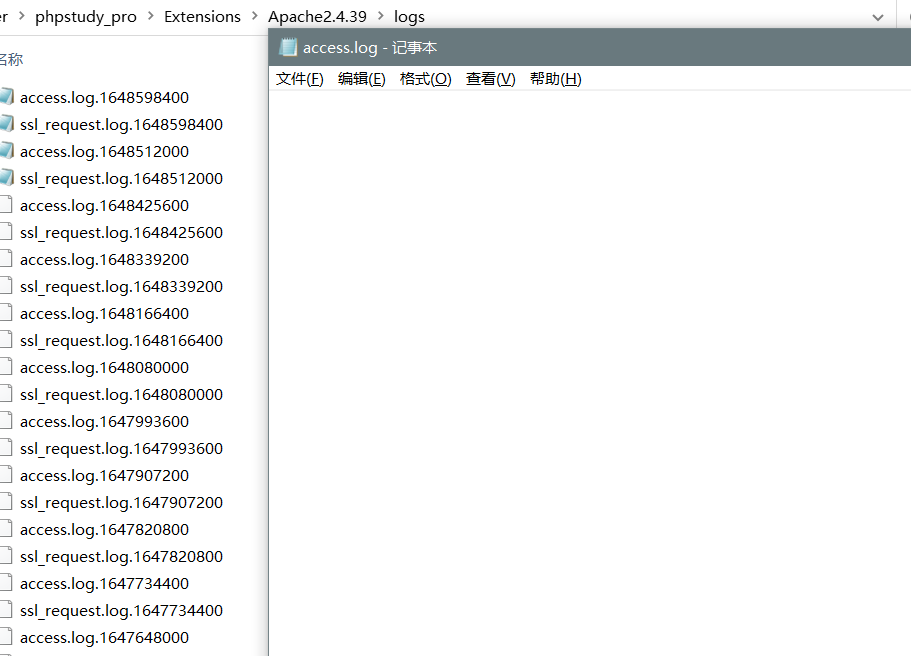 er > phpstudy_pro > Extensions > Apache2.4.39 > logs
access.log - 记事本
文件(F) 编辑(E) 格式(O) 查看(V) 帮助(H)
名称
access.log.1648598400
ssl_request.log.1648598400
access.log.1648512000
ssl_request.log.1648512000
access.log.1648425600
ssl_request.log.1648425600
access.log.1648339200
ssl_request.log.1648339200
access.log.1648166400
ssl_request.log.1648166400
access.log.1648080000
ssl_request.log.1648080000
access.log.1647993600
ssl_request.log.1647993600
access.log.1647907200
ssl_request.log.1647907200
access.log.1647820800
ssl_request.log.1647820800
access.log.1647734400
ssl_request.log.1647734400
access.log.1647648000